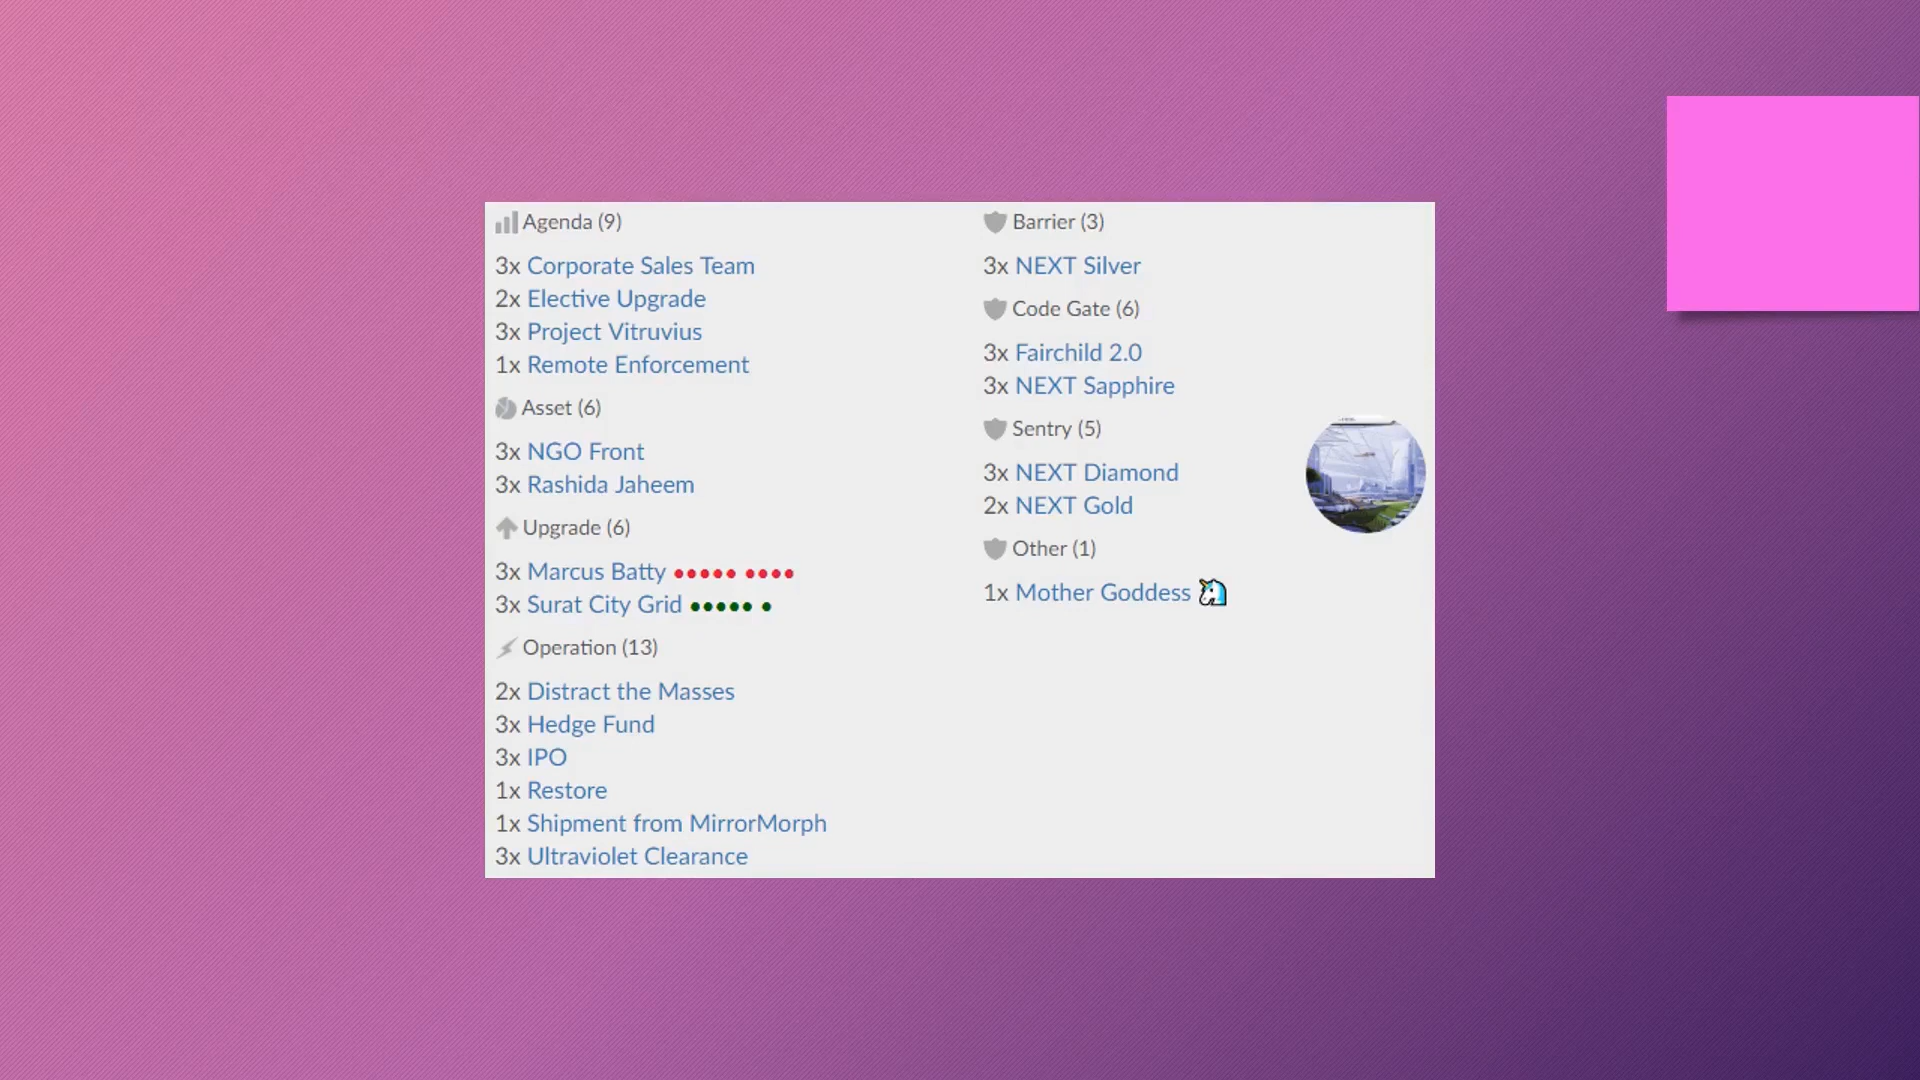 Agenda (9)
3x Corporate Sales Team
2x Elective Upgrade
3x Project Vitruvius
1x Remote Enforcement
Asset (6)
3x NGO Front
3x Rashida Jaheem
Upgrade (6)
3x Marcus Batty ●●●●● ●●●●
3x Surat City Grid ●●●●● ●
Operation (13)
2x Distract the Masses
3x Hedge Fund
3x IPO
1x Restore
1x Shipment from MirrorMorph
3x Ultraviolet Clearance
Barrier (3)
3x NEXT Silver
Code Gate (6)
3x Fairchild 2.0
3x NEXT Sapphire
Sentry (5)
3x NEXT Diamond
2x NEXT Gold
Other (1)
1x Mother Goddess 🦄